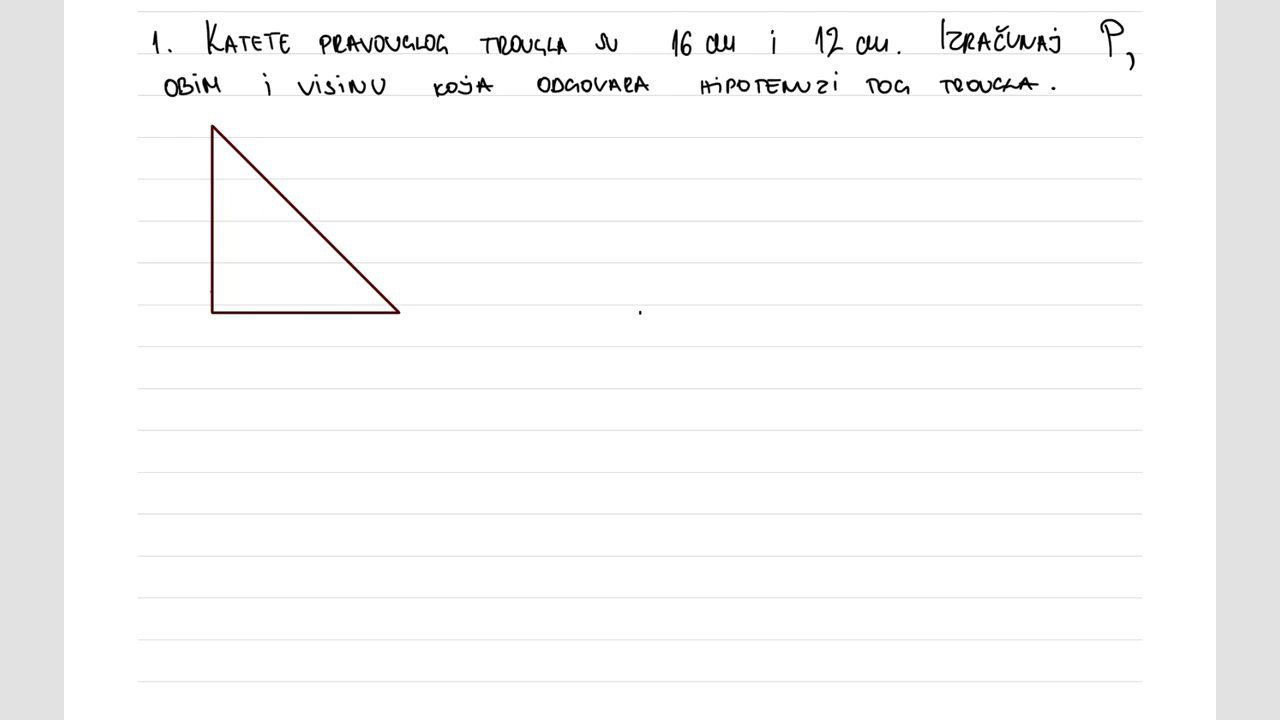 1. KATETE PRAVOUGLOG TROUGLA SU 16 cm i 12 cm. IZRAČUNAJ P,
OBIM i VISINU KOJA ODGOVARA HIPOTENUZI TOG TROUGLA.